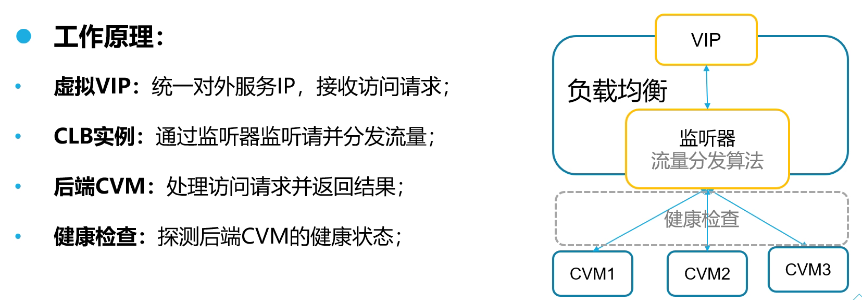 工作原理：
虚拟VIP：统一对外服务IP，接收访问请求；
CLB实例：通过监听器监听请并分发流量；
后端CVM：处理访问请求并返回结果；
健康检查：探测后端CVM的健康状态；
VIP
负载均衡
监听器
流量分发算法
健康检查
CVM1
CVM2
CVM3